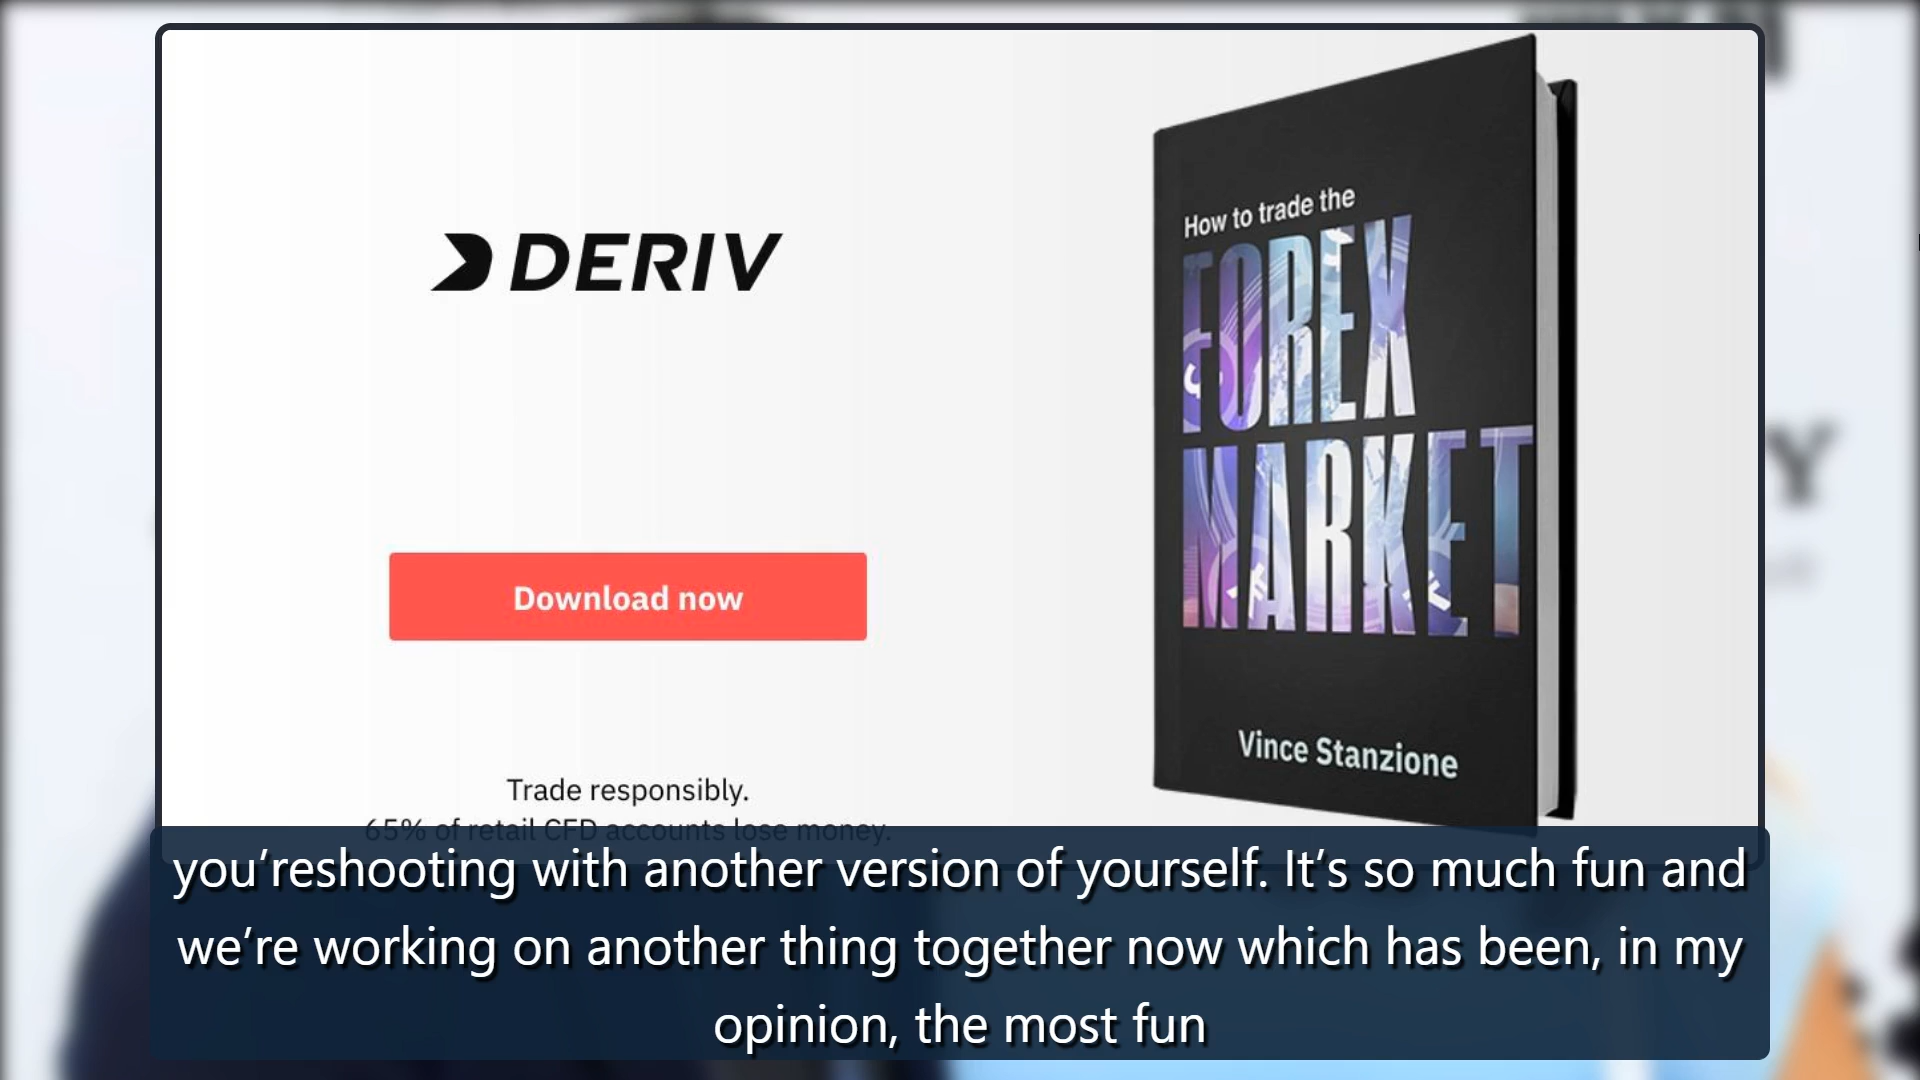 DERIV
Download now
Trade responsibly.
65% of retail CFD accounts lose money.
How to trade the
FOREX
MARKET
Vince Stanzione
you’reshooting with another version of yourself. It’s so much fun and
we’re working on another thing together now which has been, in my
opinion, the most fun
Y